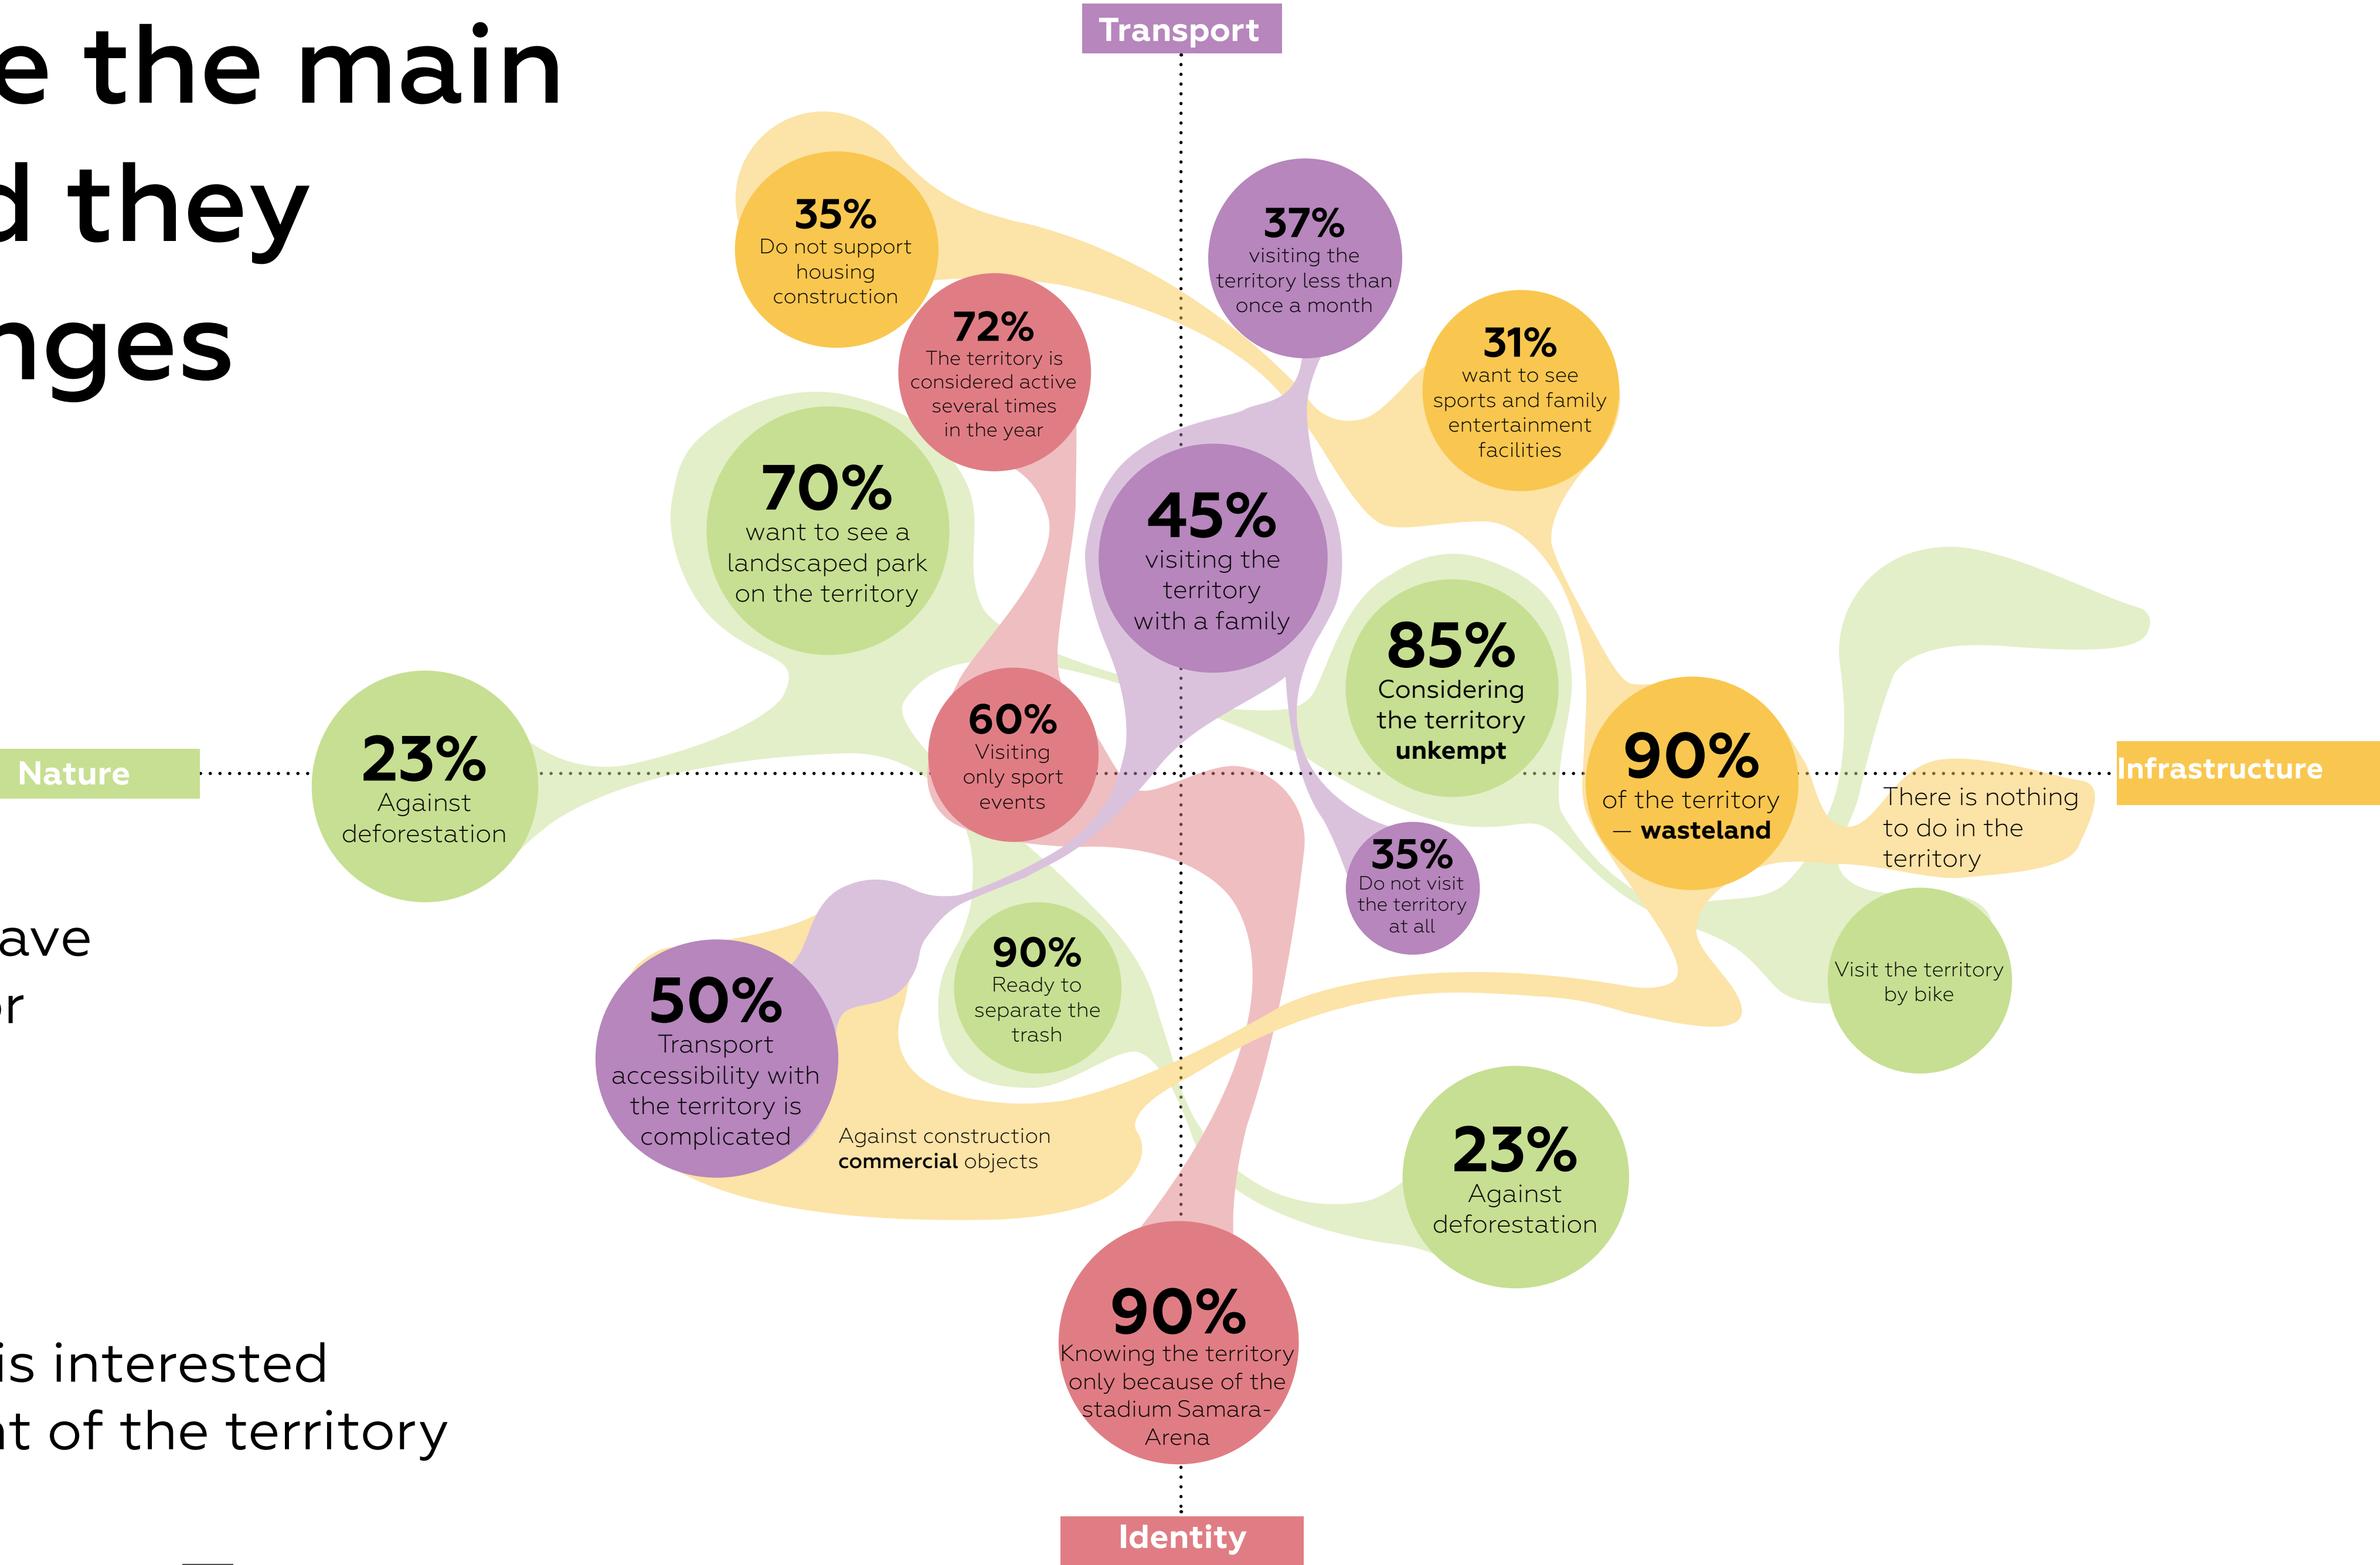 e the main
d they
nges
ave
or
is interested
nt of the territory
Transport
35%
Do not support
housing
construction
37%
visiting the
territory less than
once a month
72%
The territory is
considered active
several times
in the year
31%
want to see
sports and family
entertainment
facilities
70%
want to see a
landscaped park
on the territory
45%
visiting the
territory
with a family
85%
Considering
the territory
unkempt
Nature
23%
Against
deforestation
60%
Visiting
only sport
events
90%
of the territory
— wasteland
Infrastructure
There is nothing
to do in the
territory
35%
Do not visit
the territory
at all
50%
Transport
accessibility with
the territory is
complicated
90%
Ready to
separate the
trash
Visit the territory
by bike
Against construction
commercial objects
23%
Against
deforestation
90%
Knowing the territory
only because of the
stadium Samara-
Arena
Identity